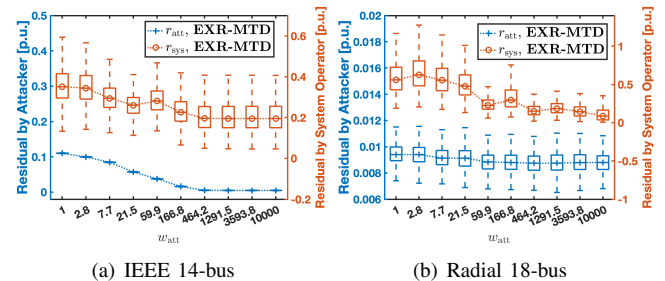 Residual by Attacker [p.u.]
0.5
0.4
0.3
0.2
0.1
0
r_att, EXR-MTD
r_sys, EXR-MTD
0.6
0.4
0.2
0
-0.2
Residual by System Operator [p.u.]
1 2.8 7.7 21.5 59.9 166.8 464.2 1291.5 3593.8 10000
w_att
(a) IEEE 14-bus
Residual by Attacker [p.u.]
0.02
0.018
0.016
0.014
0.012
0.01
0.008
0.006
r_att, EXR-MTD
r_sys, EXR-MTD
1
0.5
0
-0.5
-1
Residual by System Operator [p.u.]
1 2.8 7.7 21.5 59.9 166.8 464.2 1291.5 3593.8 10000
w_att
(b) Radial 18-bus